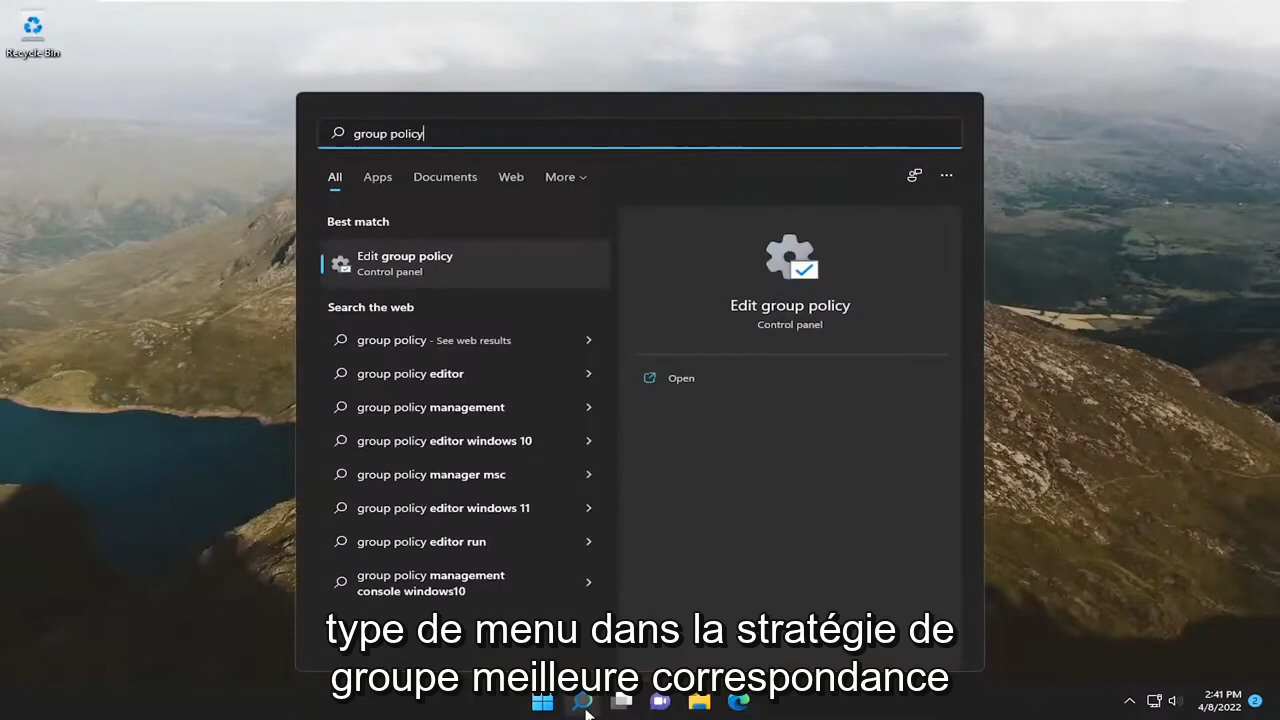 Recycle Bin
group policy
All Apps Documents Web More
Best match
Edit group policy
Control panel
Search the web
group policy - See web results
group policy editor
group policy management
group policy editor windows 10
group policy manager msc
group policy editor windows 11
group policy editor run
group policy management
console windows10
Edit group policy
Control panel
Open
type de menu dans la stratégie de
groupe meilleure correspondance
2:41 PM
4/8/2022
2